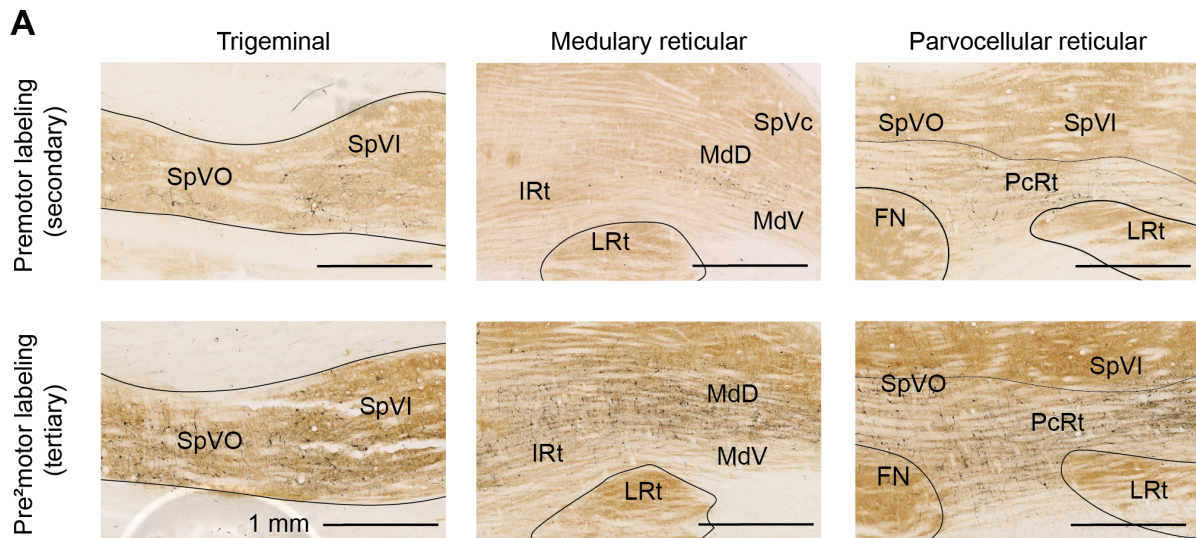 A
Trigeminal
Medulary reticular
Parvocellular reticular
Premotor labeling
(secondary)
SpVO
SpVI
SpVc
MdD
IRt
MdV
LRt
SpVO
SpVI
PcRt
FN
LRt
Pre²motor labeling
(tertiary)
SpVI
SpVO
1 mm
MdD
IRt
MdV
LRt
SpVI
SpVO
PcRt
FN
LRt